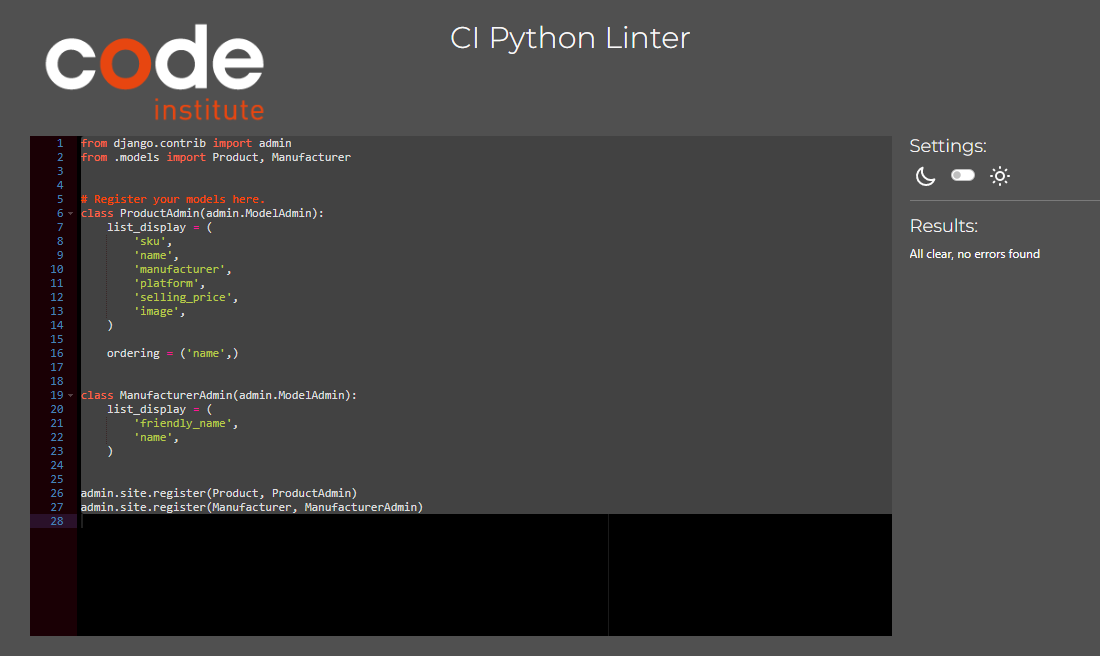 code
institute
CI Python Linter
1 from django.contrib import admin
2 from .models import Product, Manufacturer
3
4
5 # Register your models here.
6 class ProductAdmin(admin.ModelAdmin):
7     list_display = (
8         'sku',
9         'name',
10         'manufacturer',
11         'platform',
12         'selling_price',
13         'image',
14     )
15
16     ordering = ('name',)
17
18
19 class ManufacturerAdmin(admin.ModelAdmin):
20     list_display = (
21         'friendly_name',
22         'name',
23     )
24
25
26 admin.site.register(Product, ProductAdmin)
27 admin.site.register(Manufacturer, ManufacturerAdmin)
28
Settings:
Results:
All clear, no errors found